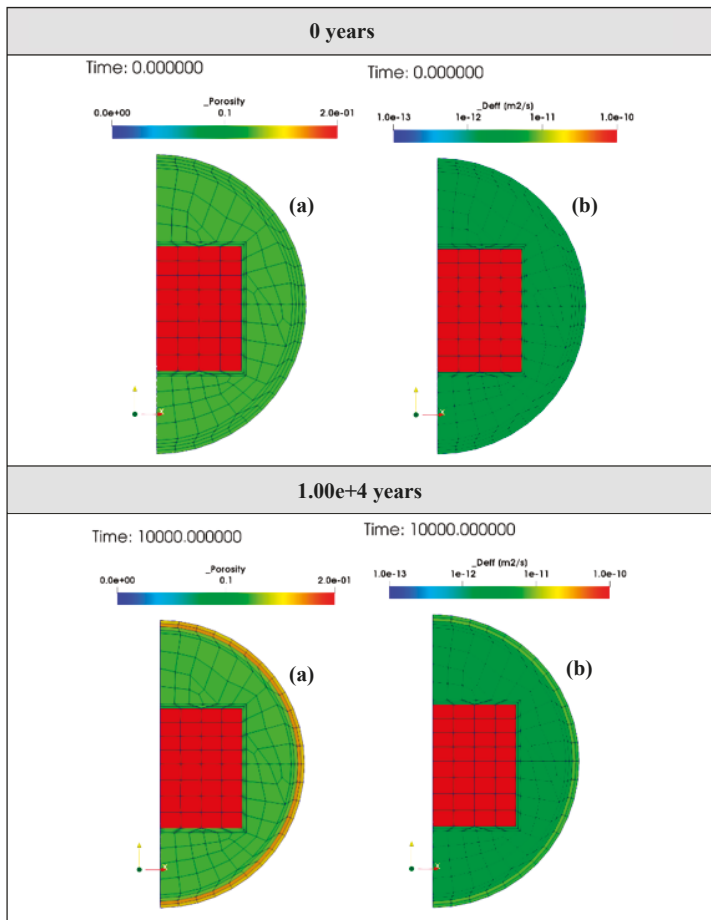 0 years
Time: 0.000000
_Porosity
0.0e+00 0.1 2.0e-01
(a)
X
Time: 0.000000
_Deff (m2/s)
1.0e-13 1e-12 1e-11 1.0e-10
(b)
X
1.00e+4 years
Time: 10000.000000
_Porosity
0.0e+00 0.1 2.0e-01
(a)
X
Time: 10000.000000
_Deff (m2/s)
1.0e-13 1e-12 1e-11 1.0e-10
(b)
X